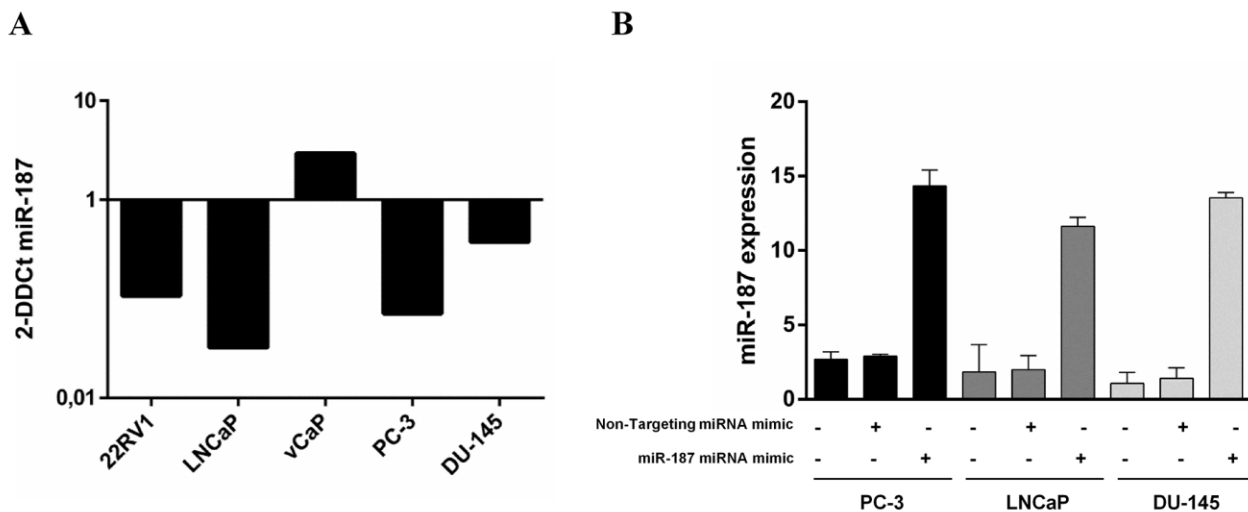 A
2-DDCt miR-187
10
1
0,01
22RV1
LNCaP
vCaP
PC-3
DU-145
B
miR-187 expression
20
15
10
5
0
Non-Targeting miRNA mimic - + - - + - - + -
miR-187 miRNA mimic - - + - - + - - +
PC-3 LNCaP DU-145